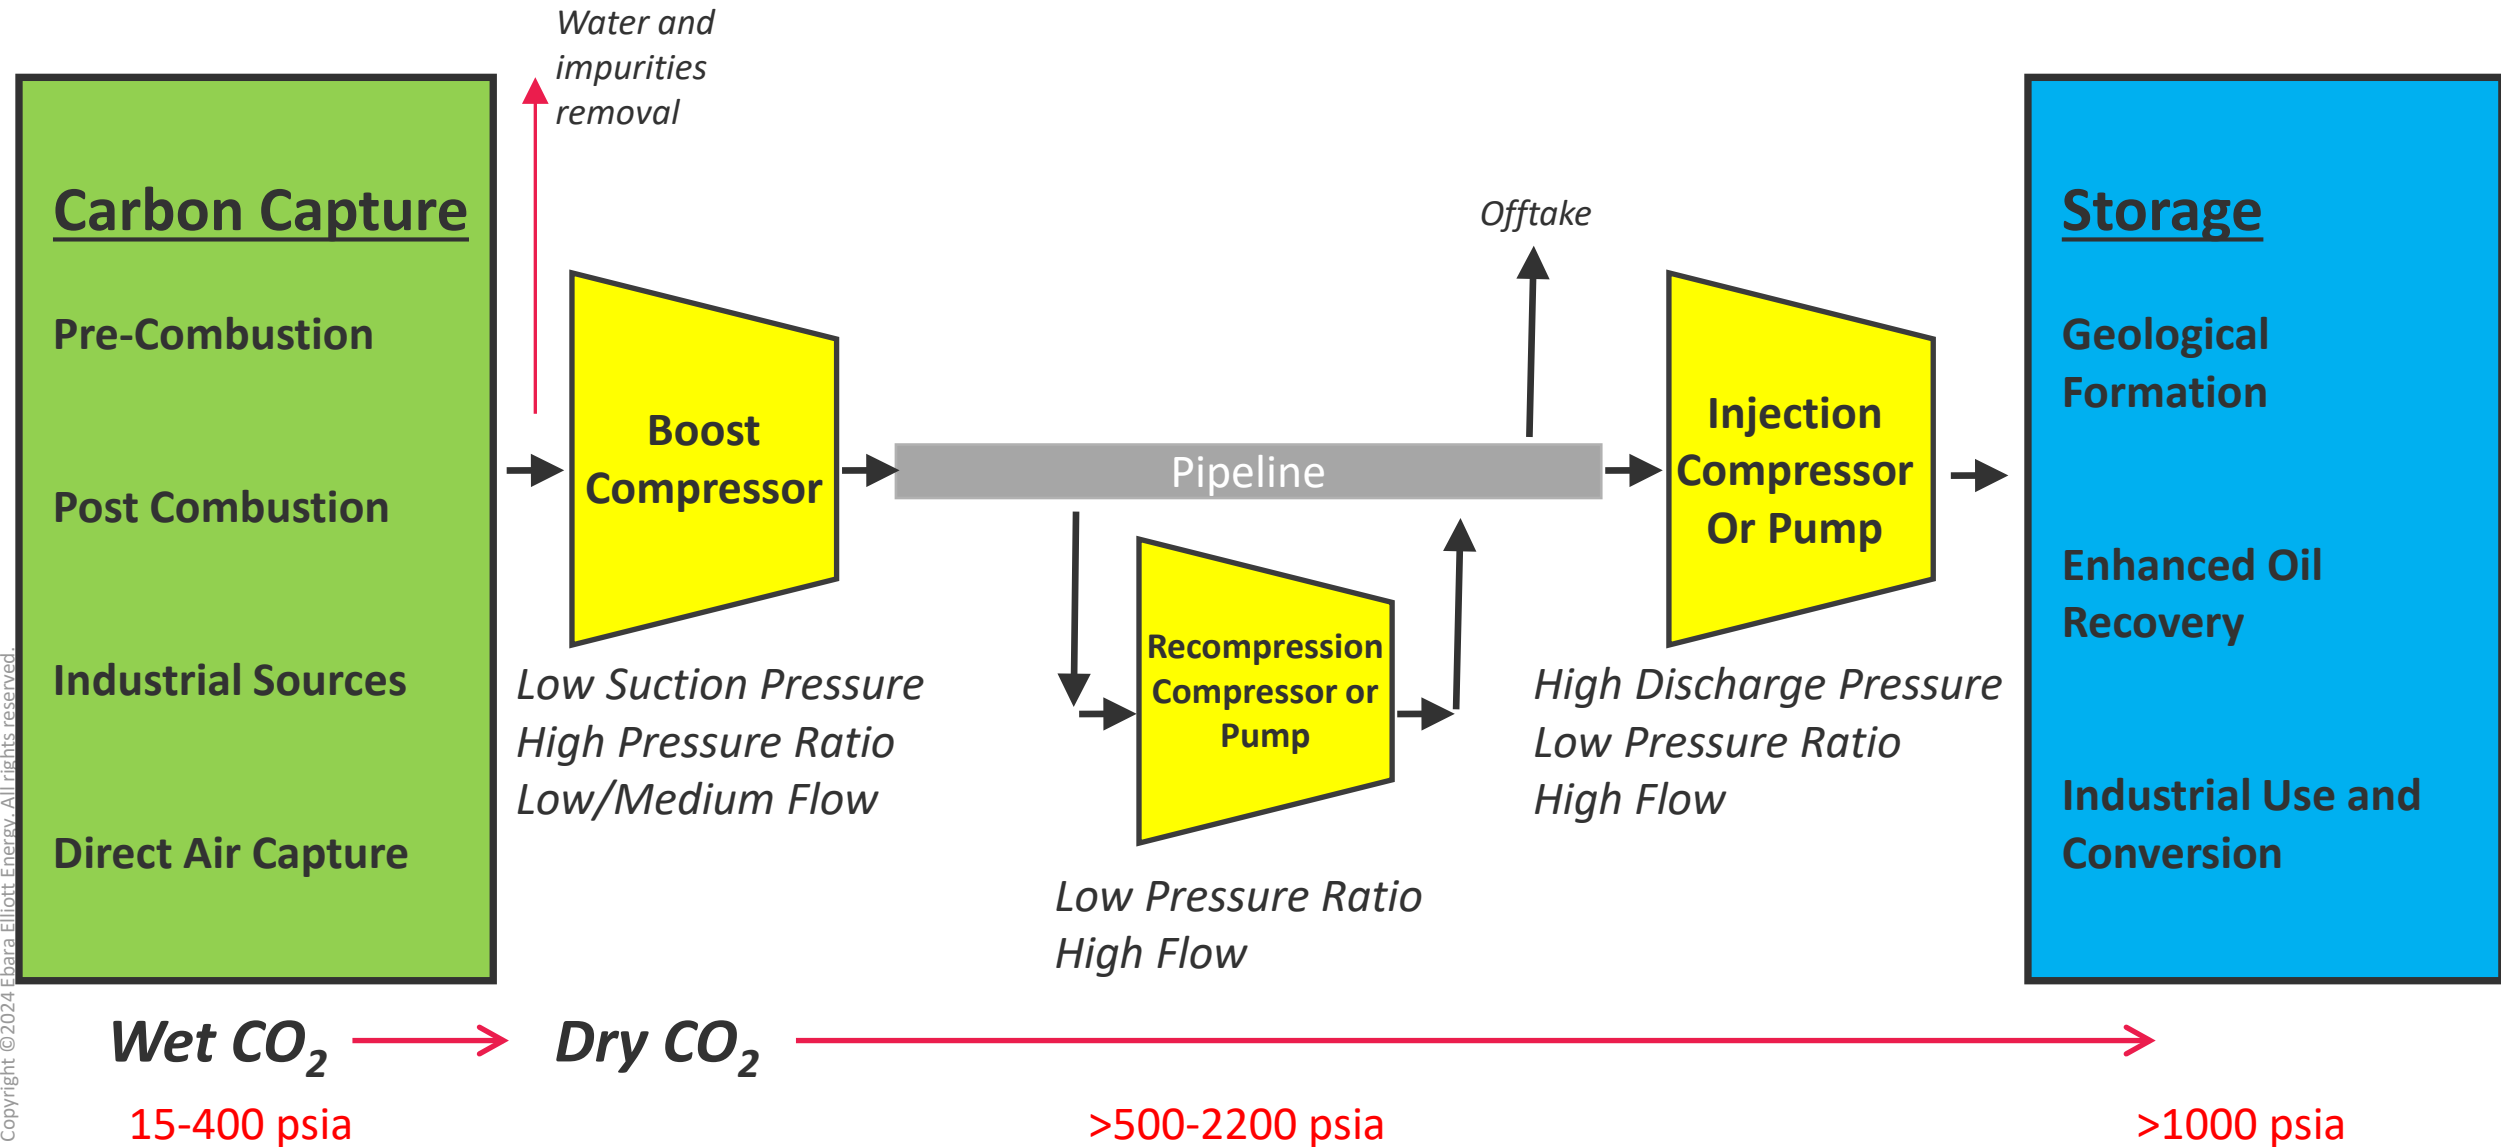 Water and
impurities
removal
Carbon Capture
Pre-Combustion
Post Combustion
Industrial Sources
Direct Air Capture
Boost
Compressor
Low Suction Pressure
High Pressure Ratio
Low/Medium Flow
Pipeline
Offtake
Recompression
Compressor or
Pump
Low Pressure Ratio
High Flow
Injection
Compressor
Or Pump
High Discharge Pressure
Low Pressure Ratio
High Flow
Storage
Geological
Formation
Enhanced Oil
Recovery
Industrial Use and
Conversion
Wet CO2
Dry CO2
15-400 psia
>500-2200 psia
>1000 psia
Copyright ©2024 Ebara Elliott Energy. All rights reserved.